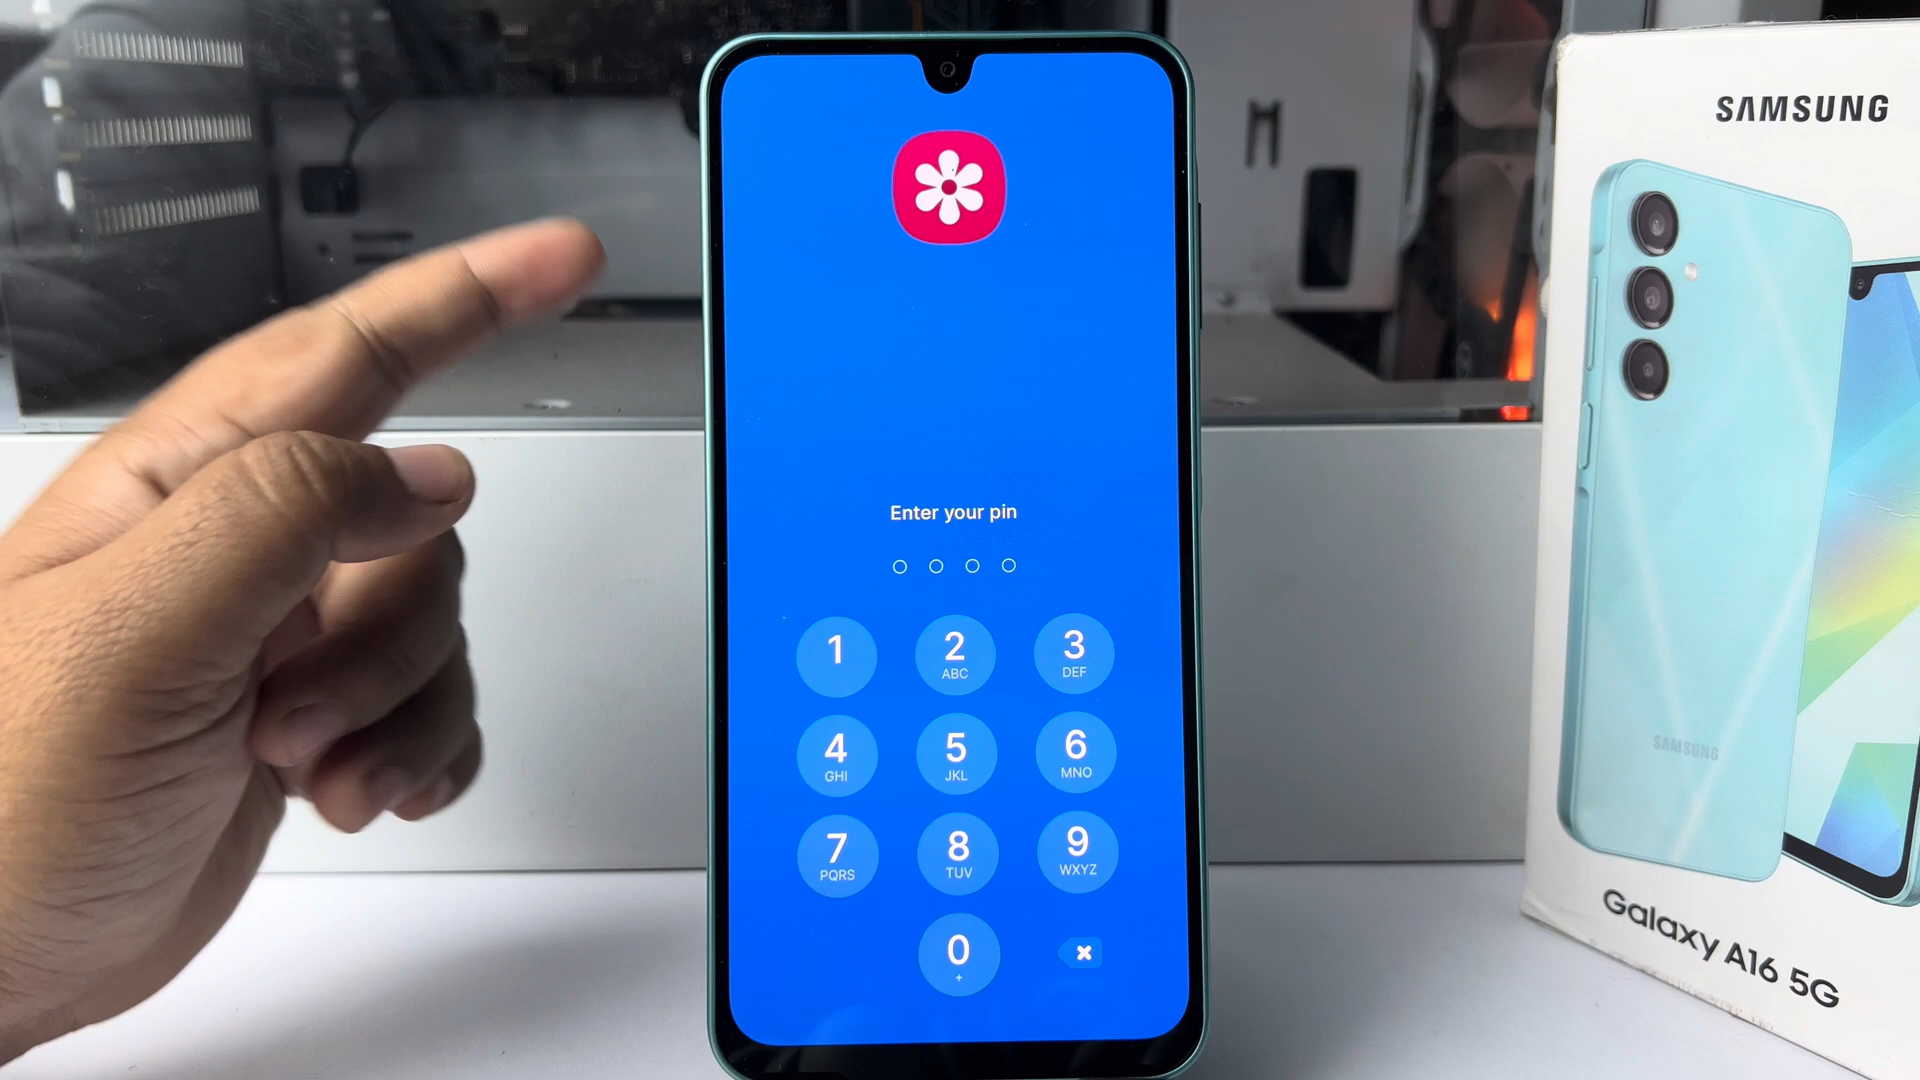 Enter your pin
1
2
ABC
3
DEF
4
GHI
5
JKL
6
MNO
7
PQRS
8
TUV
9
WXYZ
0
+
SAMSUNG
SAMSUNG
Galaxy A16 5G